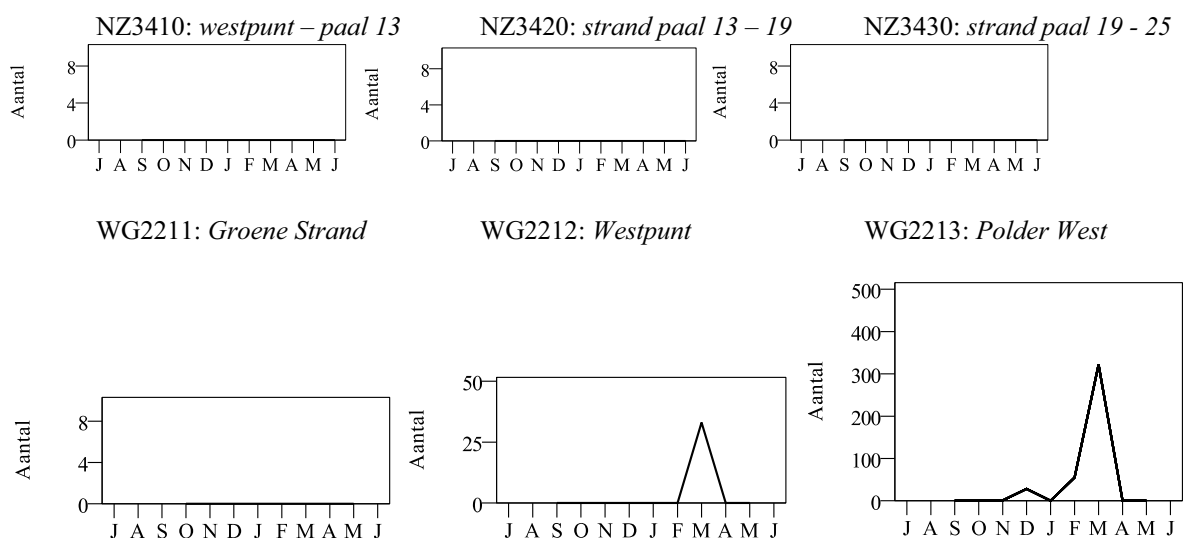 NZ3410: westpunt – paal 13
NZ3420: strand paal 13 – 19
NZ3430: strand paal 19 - 25
Aantal
8
4
0
J A S O N D J F M A M J
Aantal
8
4
0
J A S O N D J F M A M J
Aantal
8
4
0
J A S O N D J F M A M J
WG2211: Groene Strand
WG2212: Westpunt
WG2213: Polder West
Aantal
8
4
0
J A S O N D J F M A M J
Aantal
50
25
0
J A S O N D J F M A M J
Aantal
500
400
300
200
100
0
J A S O N D J F M A M J